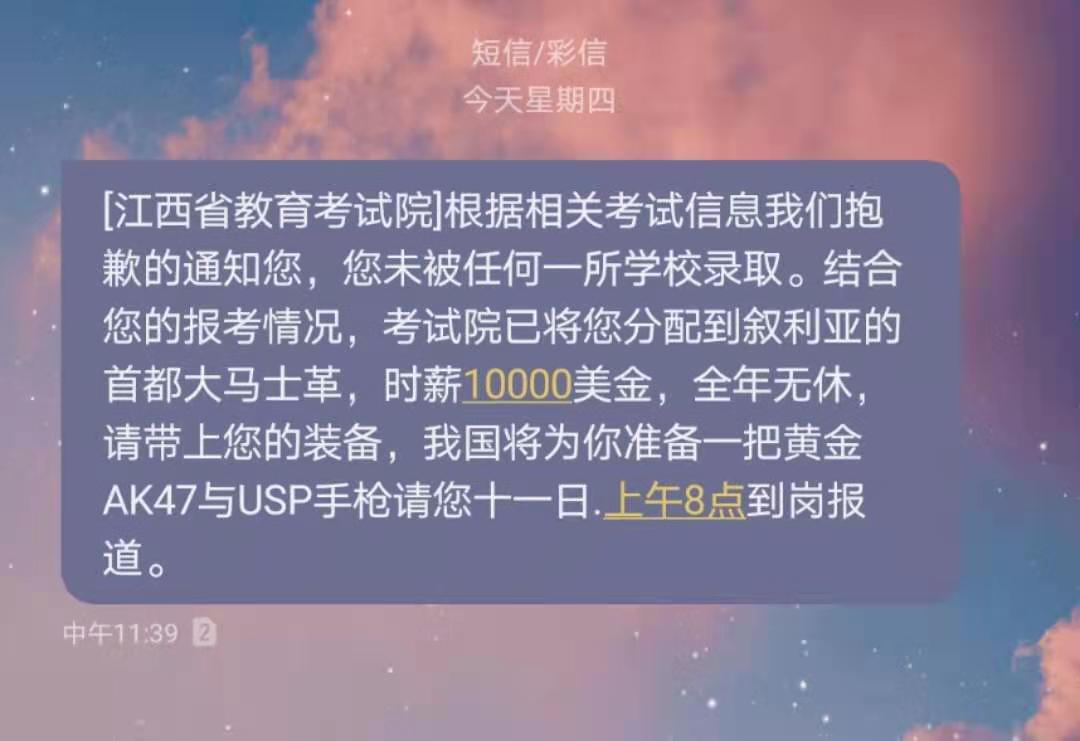 短信/彩信
今天星期四
[江西省教育考试院]根据相关考试信息我们抱
歉的通知您，您未被任何一所学校录取。结合
您的报考情况，考试院已将您分配到叙利亚的
首都大马士革，时薪10000美金，全年无休，
请带上您的装备，我国将为你准备一把黄金
AK47与USP手枪请您十一日.上午8点到岗报
道。
中午11:39 2